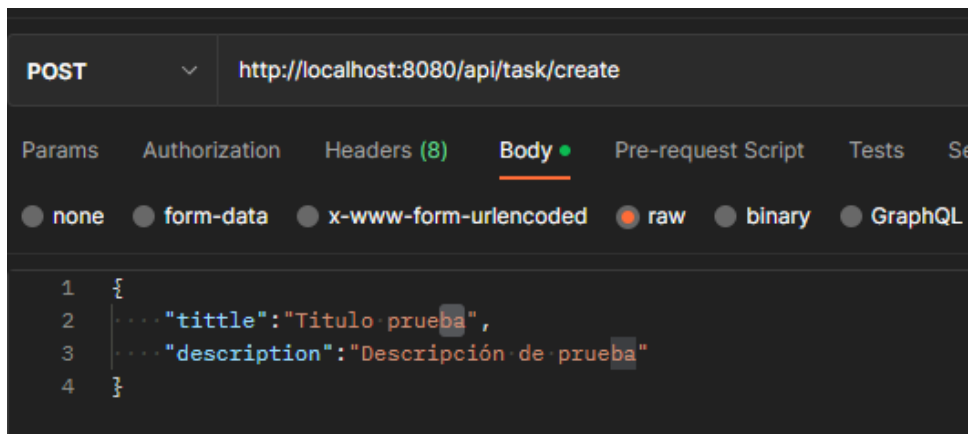 POST http://localhost:8080/api/task/create
Params Authorization Headers (8) Body Pre-request Script Tests Se
none form-data x-www-form-urlencoded raw binary GraphQL
1 {
2 "tittle":"Titulo prueba",
3 "description":"Descripción de prueba"
4 }